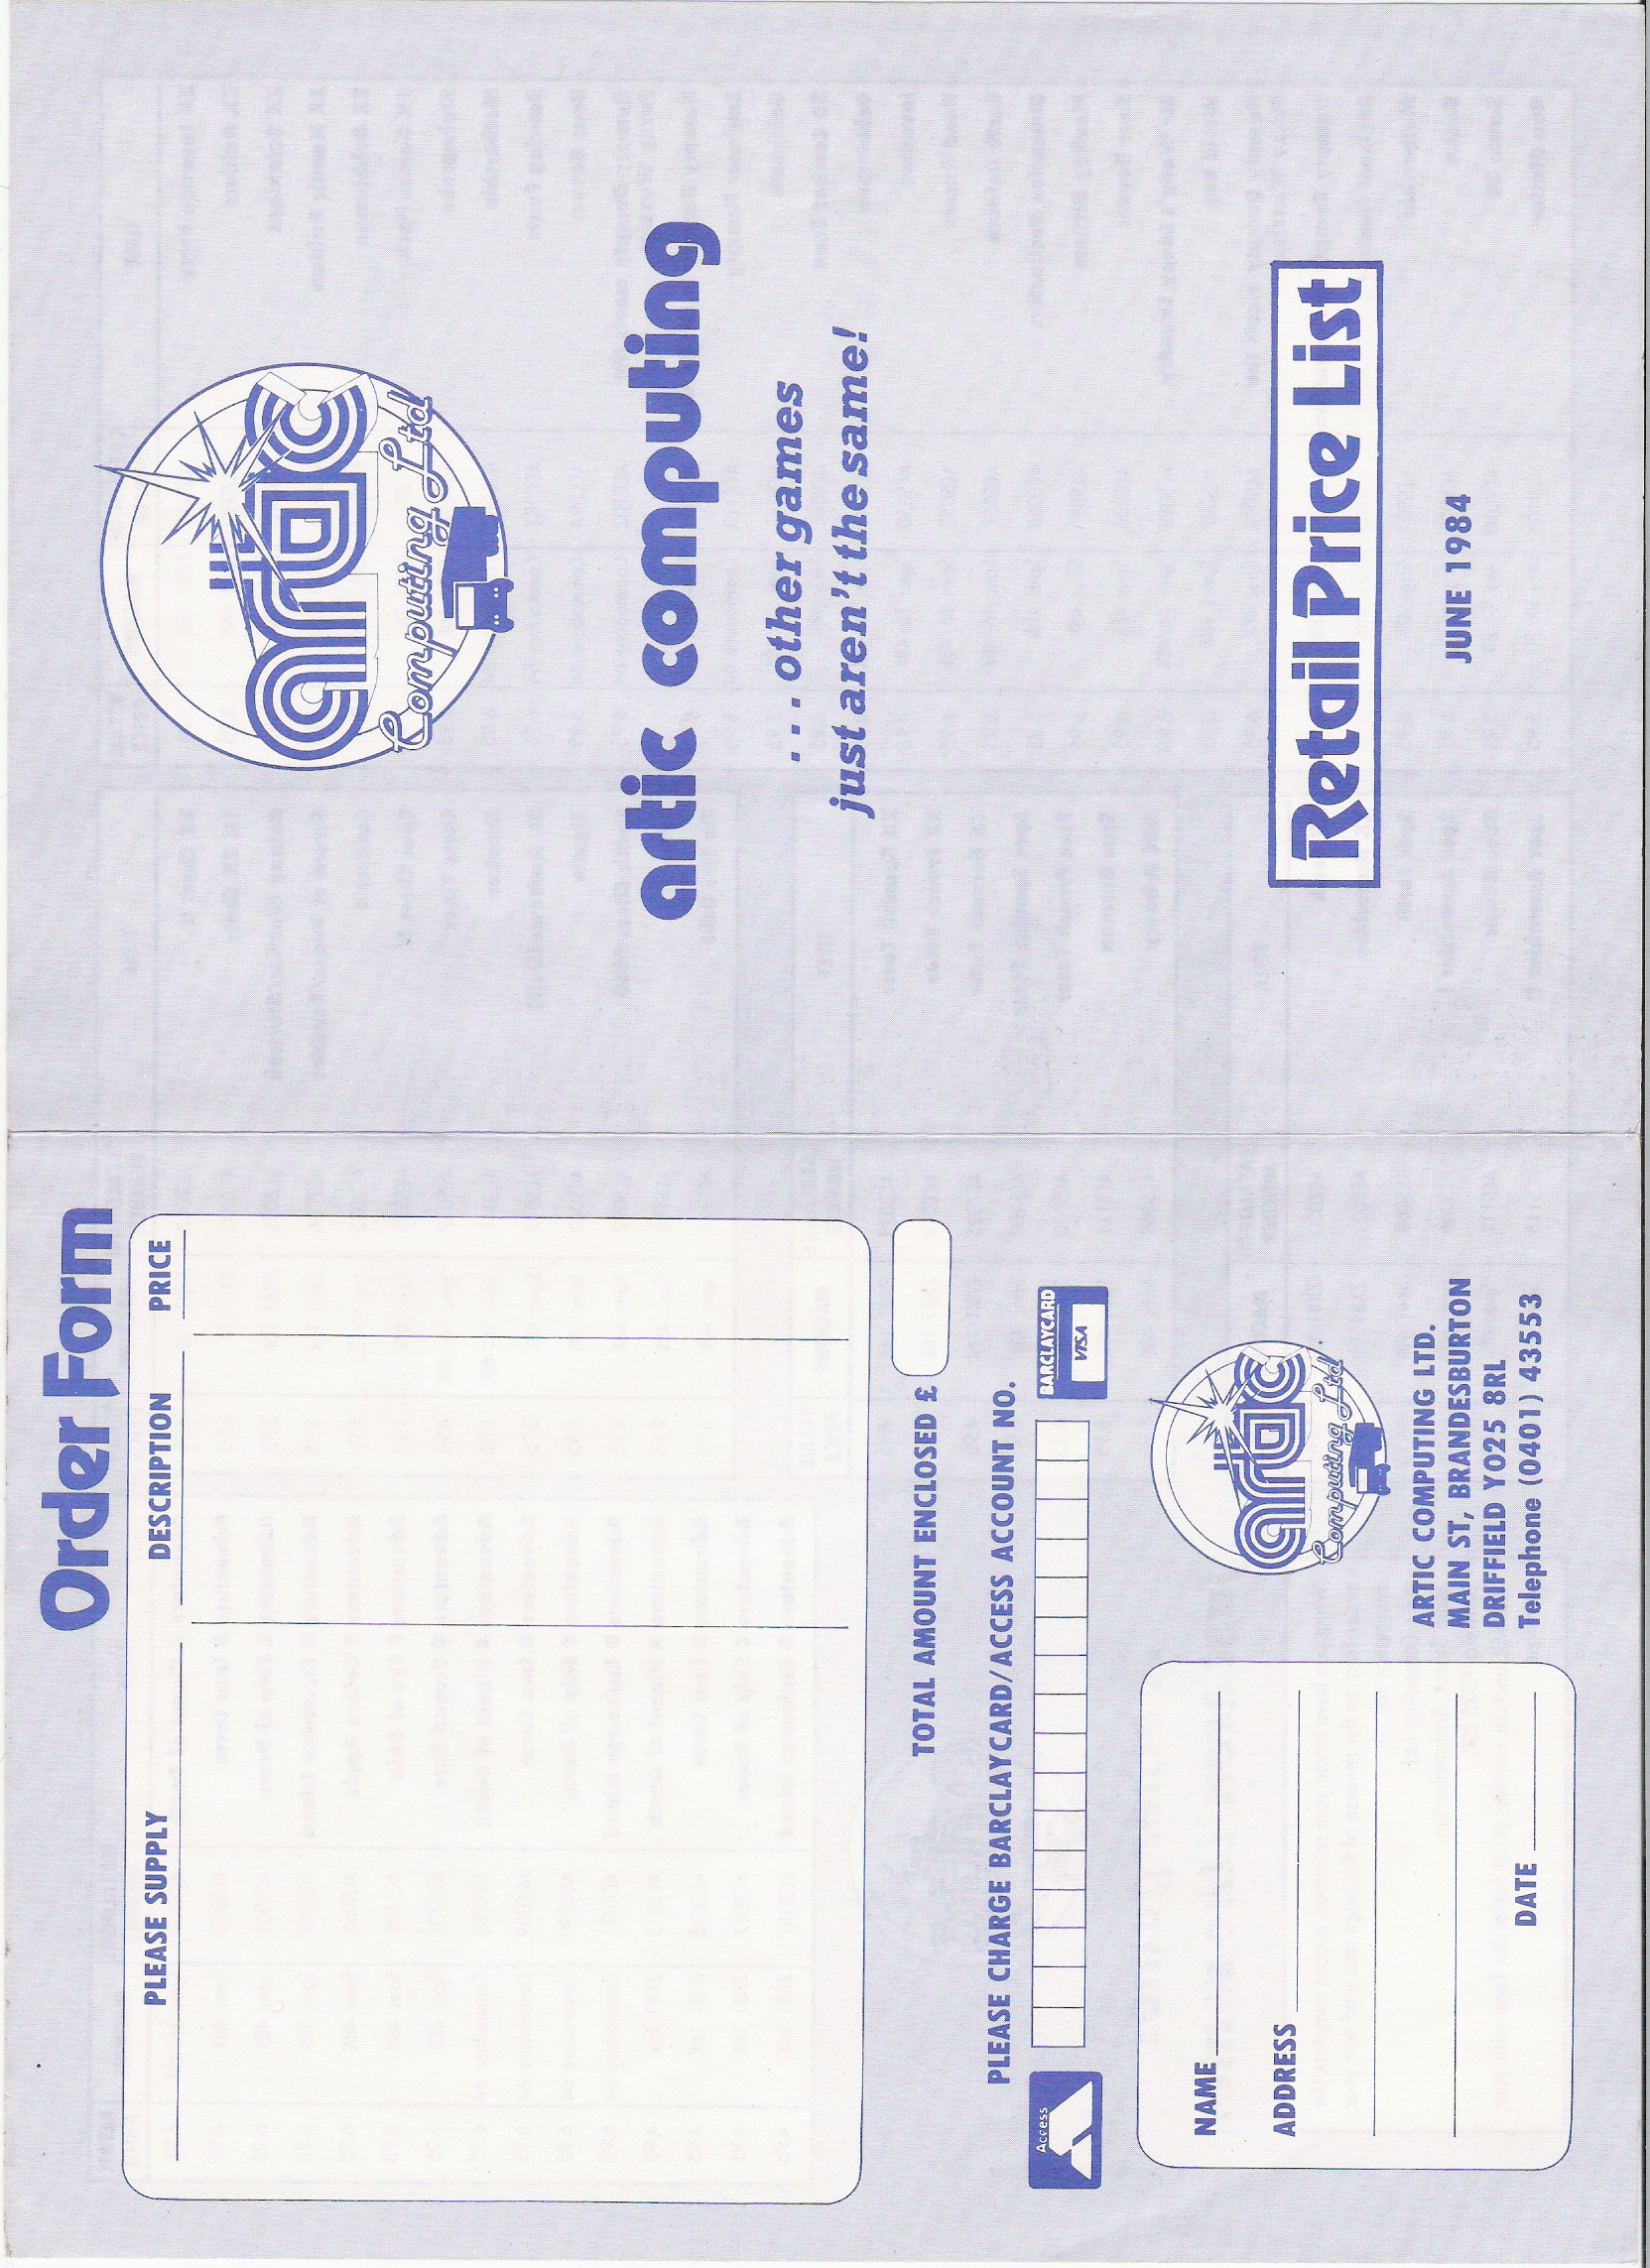 artic
Computing Ltd
artic computing
...other games
just aren't the same!
Retail Price List
JUNE 1984
Order Form
PLEASE SUPPLY DESCRIPTION PRICE
TOTAL AMOUNT ENCLOSED £
PLEASE CHARGE BARCLAYCARD/ACCESS ACCOUNT NO.
Access
BARCLAYCARD
VISA
NAME
ADDRESS
DATE
artic
Computing Ltd
ARTIC COMPUTING LTD.
MAIN ST, BRANDESBURTON
DRIFFIELD YO25 8RL
Telephone (0401) 43553